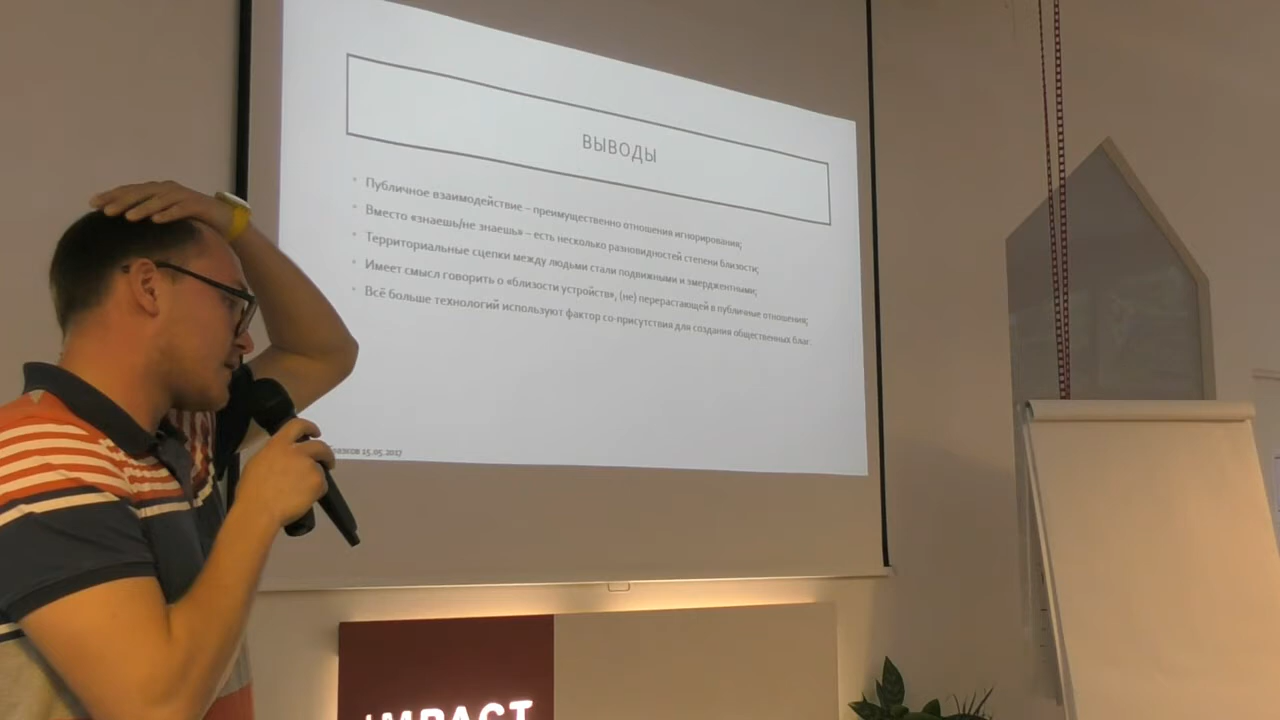 ВЫВОДЫ
Публичное взаимодействие – преимущественно отношения игнорирования;
Вместо «знаешь/не знаешь» – есть несколько разновидностей степени близости;
Территориальные сцепки между людьми стали подвижными и эмерджентными;
Имеет смысл говорить о «близости устройств», (не) перерастающей в публичные отношения;
Всё больше технологий используют фактор со-присутствия для создания общественных благ.
15.05.2017
IMPACT